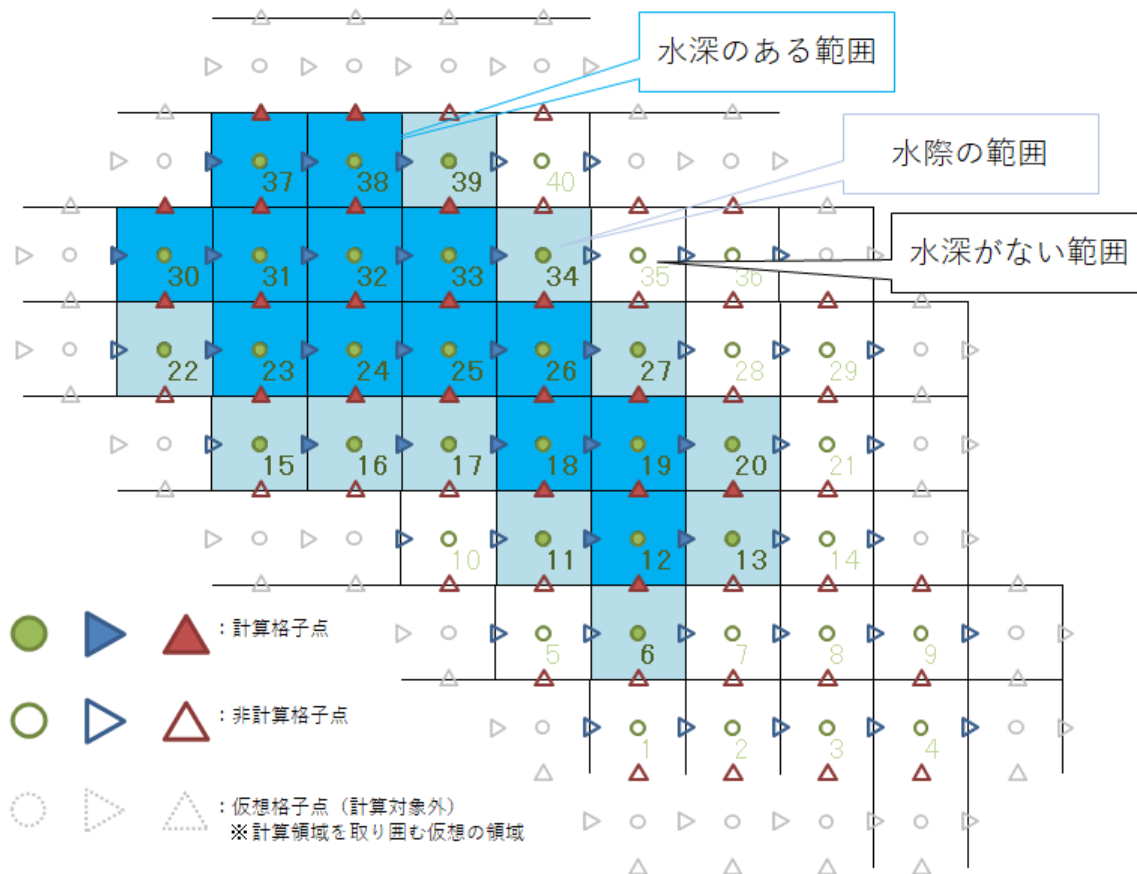 水深のある範囲
水際の範囲
水深がない範囲
37 38 39 40
30 31 32 33 34 35 36
22 23 24 25 26 27 28 29
15 16 17 18 19 20 21
10 11 12 13 14
5 6 7 8 9
1 2 3 4
：計算格子点
：非計算格子点
：仮想格子点（計算対象外）
※計算領域を取り囲む仮想の領域